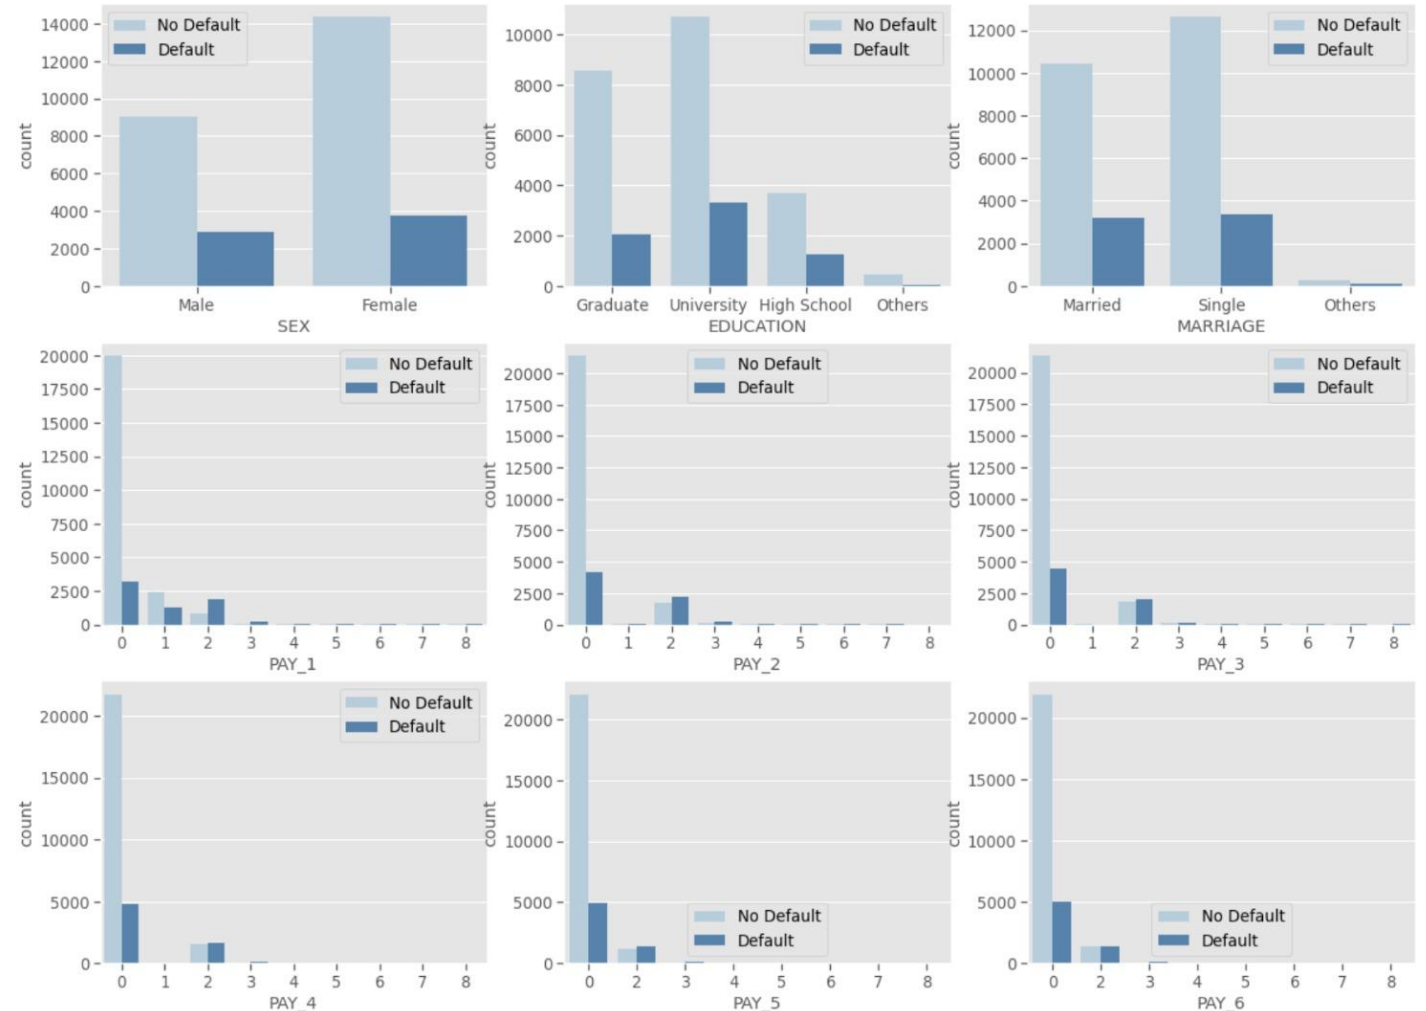 14000
12000
10000
8000
6000
4000
2000
0
count
No Default
Default
Male
Female
SEX
10000
8000
6000
4000
2000
0
count
No Default
Default
Graduate
University
High School
Others
EDUCATION
12000
10000
8000
6000
4000
2000
0
count
No Default
Default
Married
Single
Others
MARRIAGE
20000
17500
15000
12500
10000
7500
5000
2500
0
count
No Default
Default
0 1 2 3 4 5 6 7 8
PAY_1
20000
17500
15000
12500
10000
7500
5000
2500
0
count
No Default
Default
0 1 2 3 4 5 6 7 8
PAY_2
20000
17500
15000
12500
10000
7500
5000
2500
0
count
No Default
Default
0 1 2 3 4 5 6 7 8
PAY_3
20000
15000
10000
5000
0
count
No Default
Default
0 1 2 3 4 5 6 7 8
PAY_4
20000
15000
10000
5000
0
count
No Default
Default
0 2 3 4 5 6 7 8
PAY_5
20000
15000
10000
5000
0
count
No Default
Default
0 2 3 4 5 6 7 8
PAY_6